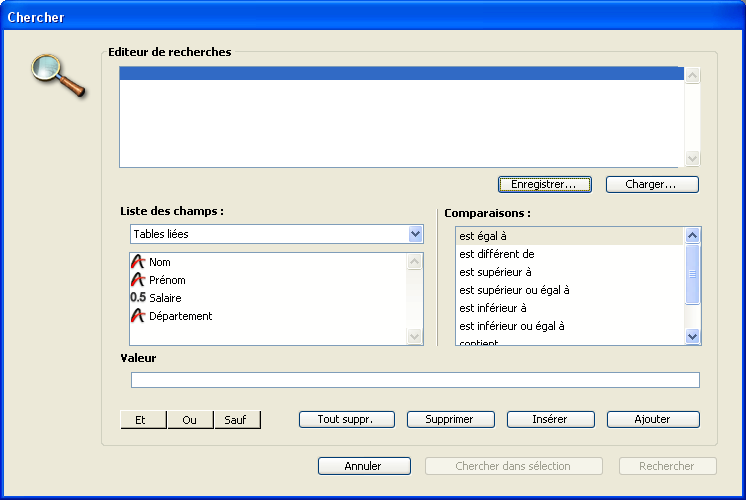 Chercher
Editeur de recherches
Enregistrer... Charger...
Liste des champs : Comparaisons :
Tables liées
Nom
Prénom
0.5 Salaire
Département
est égal à
est différent de
est supérieur à
est supérieur ou égal à
est inférieur à
est inférieur ou égal à
contient
Valeur
Et Ou Sauf Tout suppr. Supprimer Insérer Ajouter
Annuler Chercher dans sélection Rechercher